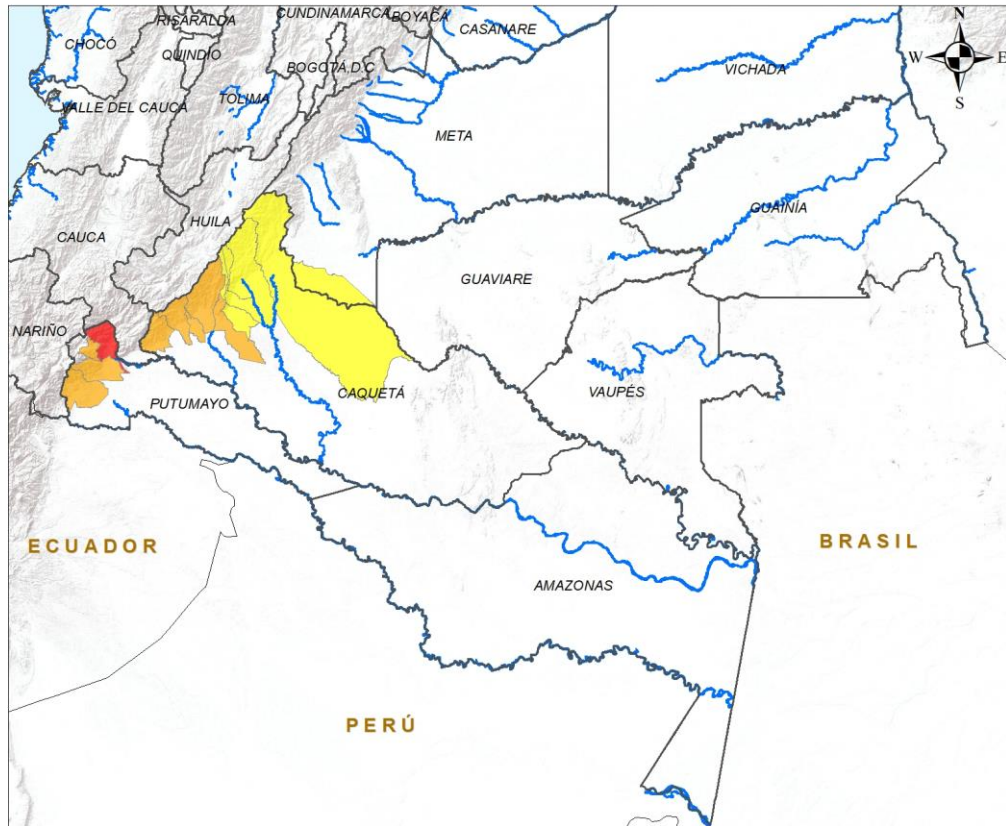 CUNDINAMARCA
BOYACÁ
RISARALDA
CASANARE
N
CHOCÓ
QUINDÍO
BOGOTÁ D.C
W
E
VICHADA
TOLIMA
VALLE DEL CAUCA
S
META
GUAINÍA
HUILA
CAUCA
GUAVIARE
NARIÑO
CAQUETÁ
VAUPÉS
PUTUMAYO
ECUADOR
BRASIL
AMAZONAS
PERÚ